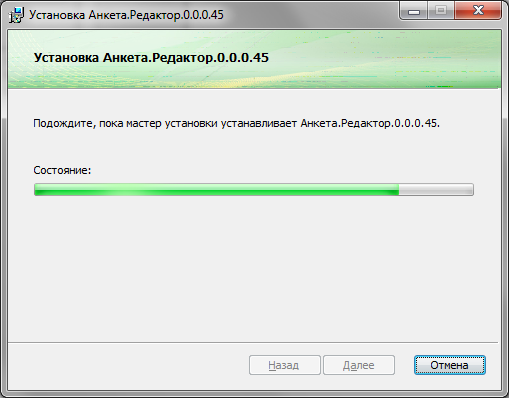 Установка Анкета.Редактор.0.0.0.45
Установка Анкета.Редактор.0.0.0.45
Подождите, пока мастер установки устанавливает Анкета.Редактор.0.0.0.45.
Состояние:
Назад Далее Отмена